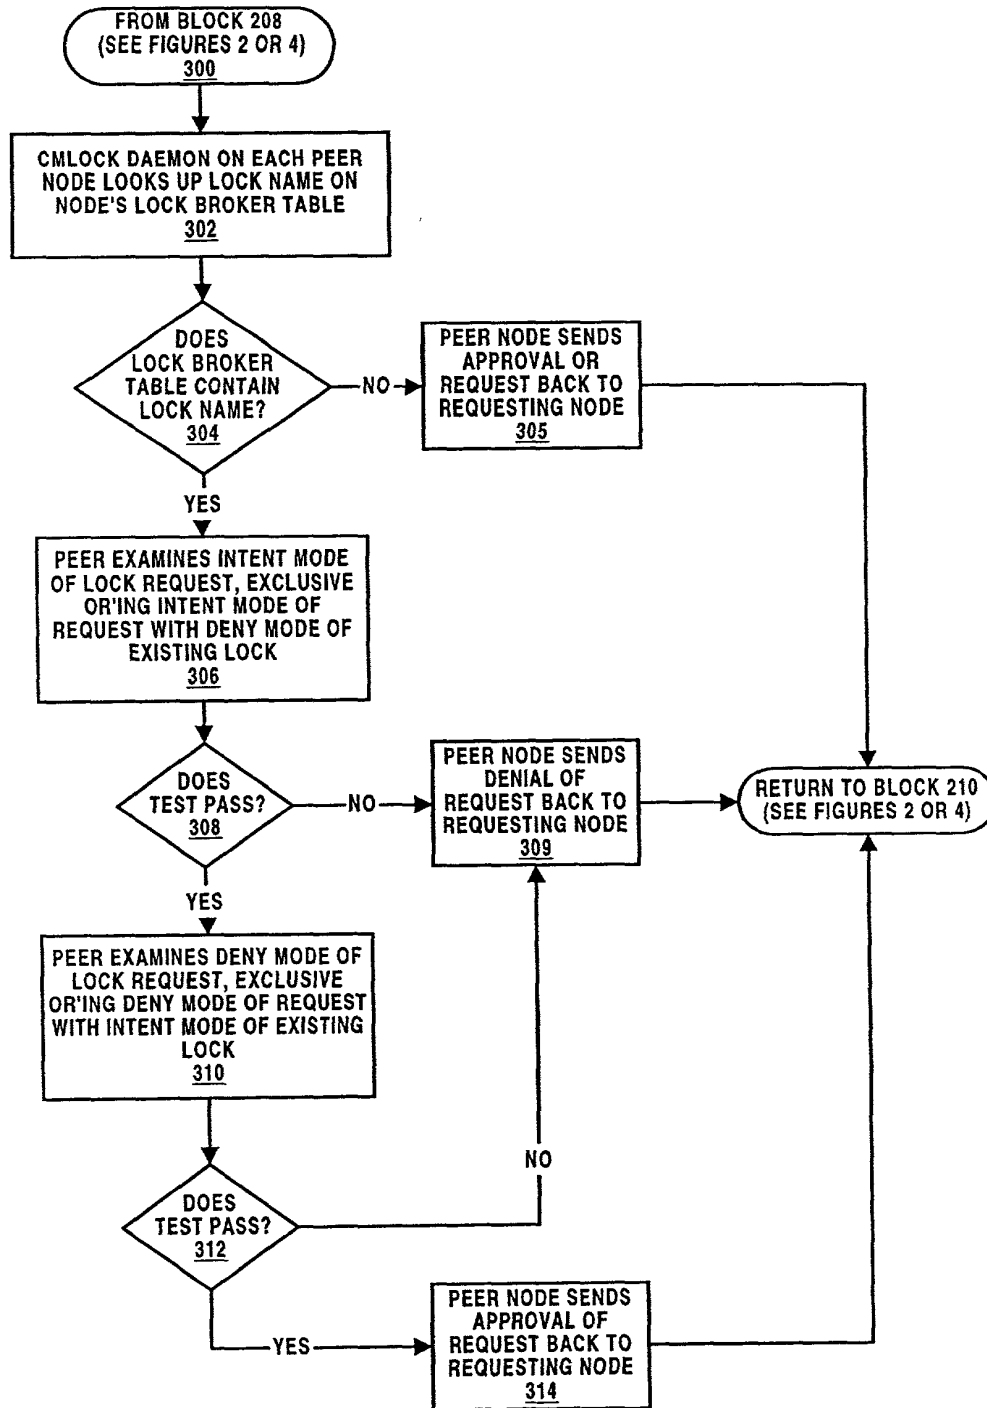 FROM BLOCK 208
(SEE FIGURES 2 OR 4)
300
CMLOCK DAEMON ON EACH PEER
NODE LOOKS UP LOCK NAME ON
NODE'S LOCK BROKER TABLE
302
DOES
LOCK BROKER
TABLE CONTAIN
LOCK NAME?
304
NO
PEER NODE SENDS
APPROVAL OR
REQUEST BACK TO
REQUESTING NODE
305
YES
PEER EXAMINES INTENT MODE
OF LOCK REQUEST, EXCLUSIVE
OR'ING INTENT MODE OF
REQUEST WITH DENY MODE OF
EXISTING LOCK
306
DOES
TEST PASS?
308
NO
PEER NODE SENDS
DENIAL OF
REQUEST BACK TO
REQUESTING NODE
309
RETURN TO BLOCK 210
(SEE FIGURES 2 OR 4)
YES
PEER EXAMINES DENY MODE OF
LOCK REQUEST, EXCLUSIVE
OR'ING DENY MODE OF REQUEST
WITH INTENT MODE OF EXISTING
LOCK
310
NO
DOES
TEST PASS?
312
YES
PEER NODE SENDS
APPROVAL OF
REQUEST BACK TO
REQUESTING NODE
314